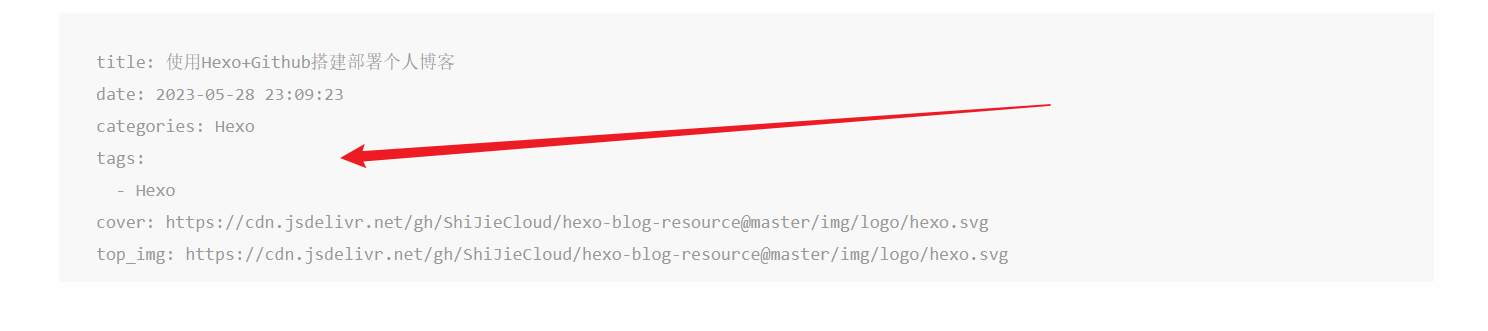 title: 使用Hexo+Github搭建部署个人博客
date: 2023-05-28 23:09:23
categories: Hexo
tags:
  - Hexo
cover: https://cdn.jsdelivr.net/gh/ShiJieCloud/hexo-blog-resource@master/img/logo/hexo.svg
top_img: https://cdn.jsdelivr.net/gh/ShiJieCloud/hexo-blog-resource@master/img/logo/hexo.svg